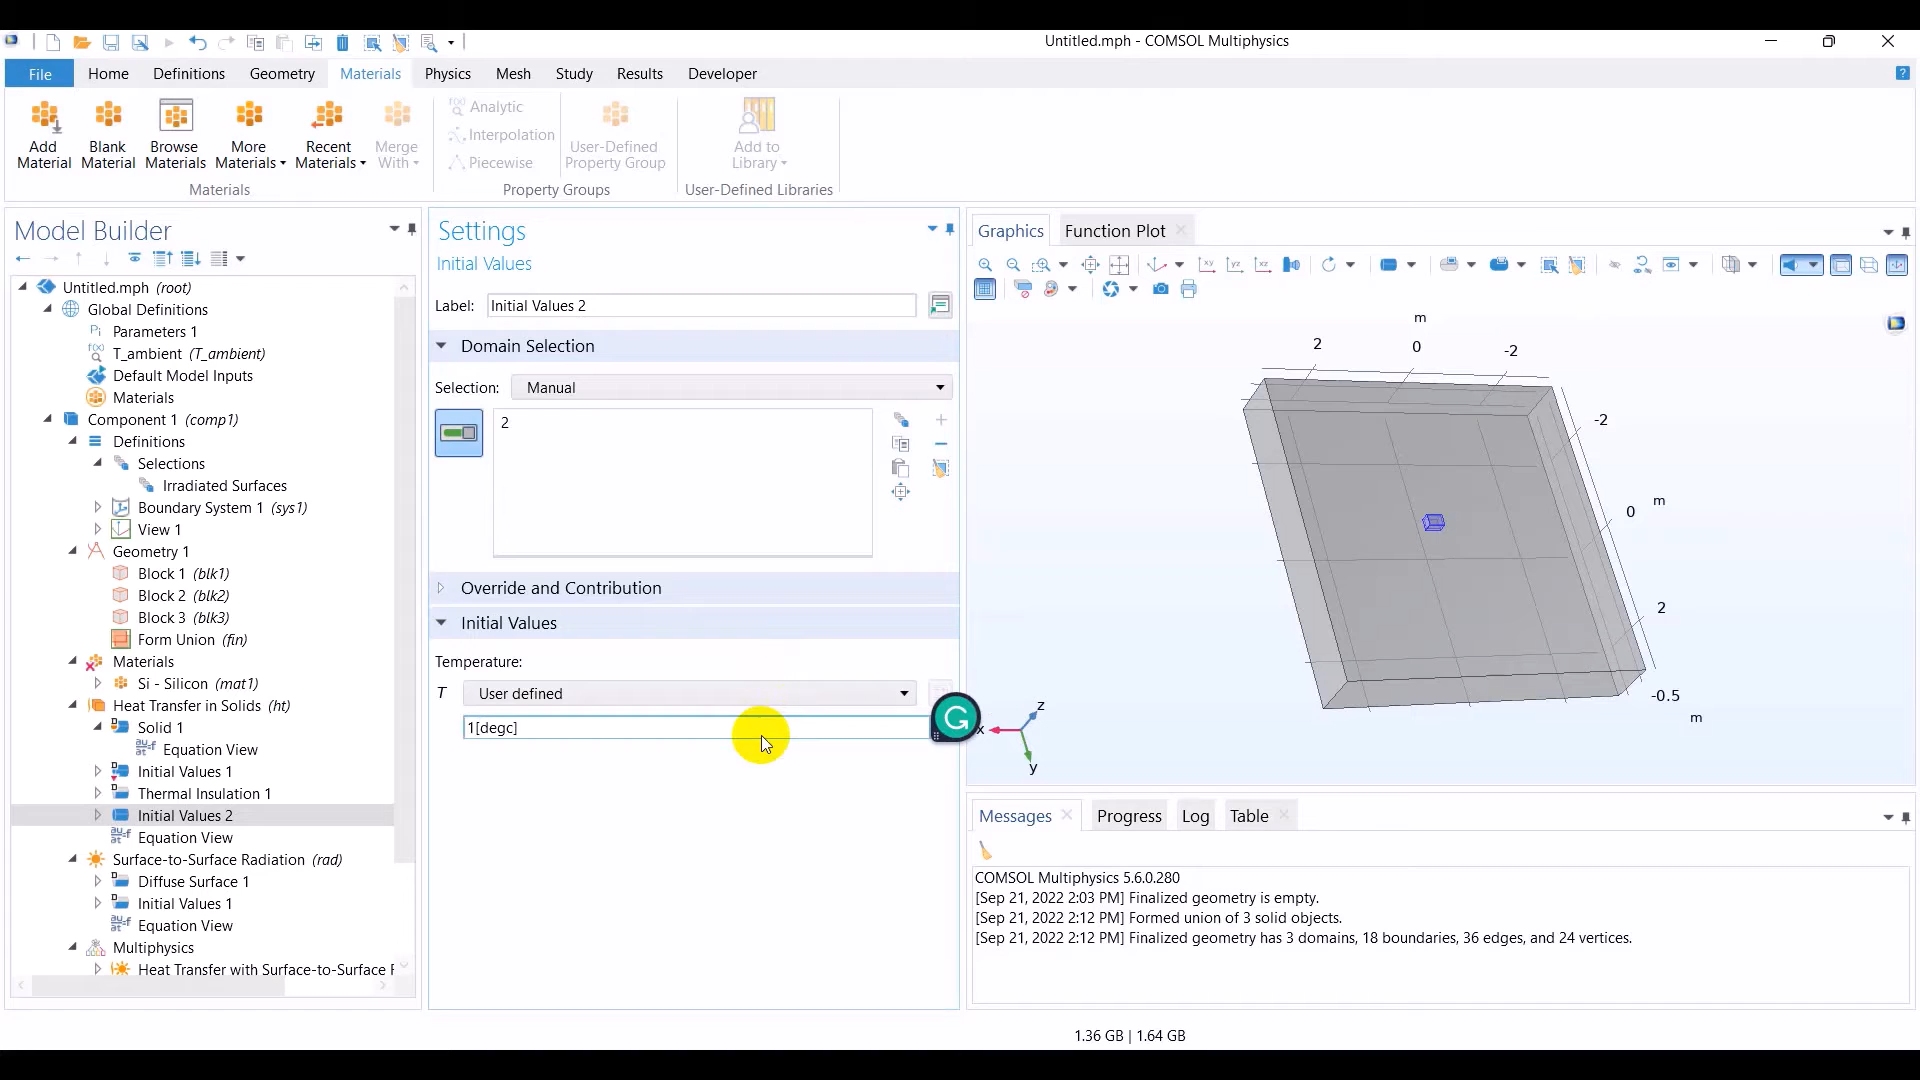 Untitled.mph - COMSOL Multiphysics
File Home Definitions Geometry Materials Physics Mesh Study Results Developer
Add Material
Blank Material
Browse Materials
More Materials
Recent Materials
Merge With
Materials
Analytic
Interpolation
Piecewise
User-Defined Property Group
Property Groups
Add to Library
User-Defined Libraries
Model Builder
Untitled.mph (root)
Global Definitions
Pi Parameters 1
f(x) T_ambient (T_ambient)
Default Model Inputs
Materials
Component 1 (comp1)
Definitions
Selections
Irradiated Surfaces
Boundary System 1 (sys1)
View 1
Geometry 1
Block 1 (blk1)
Block 2 (blk2)
Block 3 (blk3)
Form Union (fin)
Materials
Si - Silicon (mat1)
Heat Transfer in Solids (ht)
D Solid 1
Equation View
D Initial Values 1
D Thermal Insulation 1
Initial Values 2
Equation View
Surface-to-Surface Radiation (rad)
D Diffuse Surface 1
D Initial Values 1
Equation View
Multiphysics
Heat Transfer with Surface-to-Surface F
Settings
Initial Values
Label: Initial Values 2
Domain Selection
Selection: Manual
2
Override and Contribution
Initial Values
Temperature:
T User defined
1[degc]
G
Graphics Function Plot
xy yz xz
m
2 0 -2
-2
0 m
2
-0.5
m
x z
y
Messages Progress Log Table
COMSOL Multiphysics 5.6.0.280
[Sep 21, 2022 2:03 PM] Finalized geometry is empty.
[Sep 21, 2022 2:12 PM] Formed union of 3 solid objects.
[Sep 21, 2022 2:12 PM] Finalized geometry has 3 domains, 18 boundaries, 36 edges, and 24 vertices.
1.36 GB | 1.64 GB